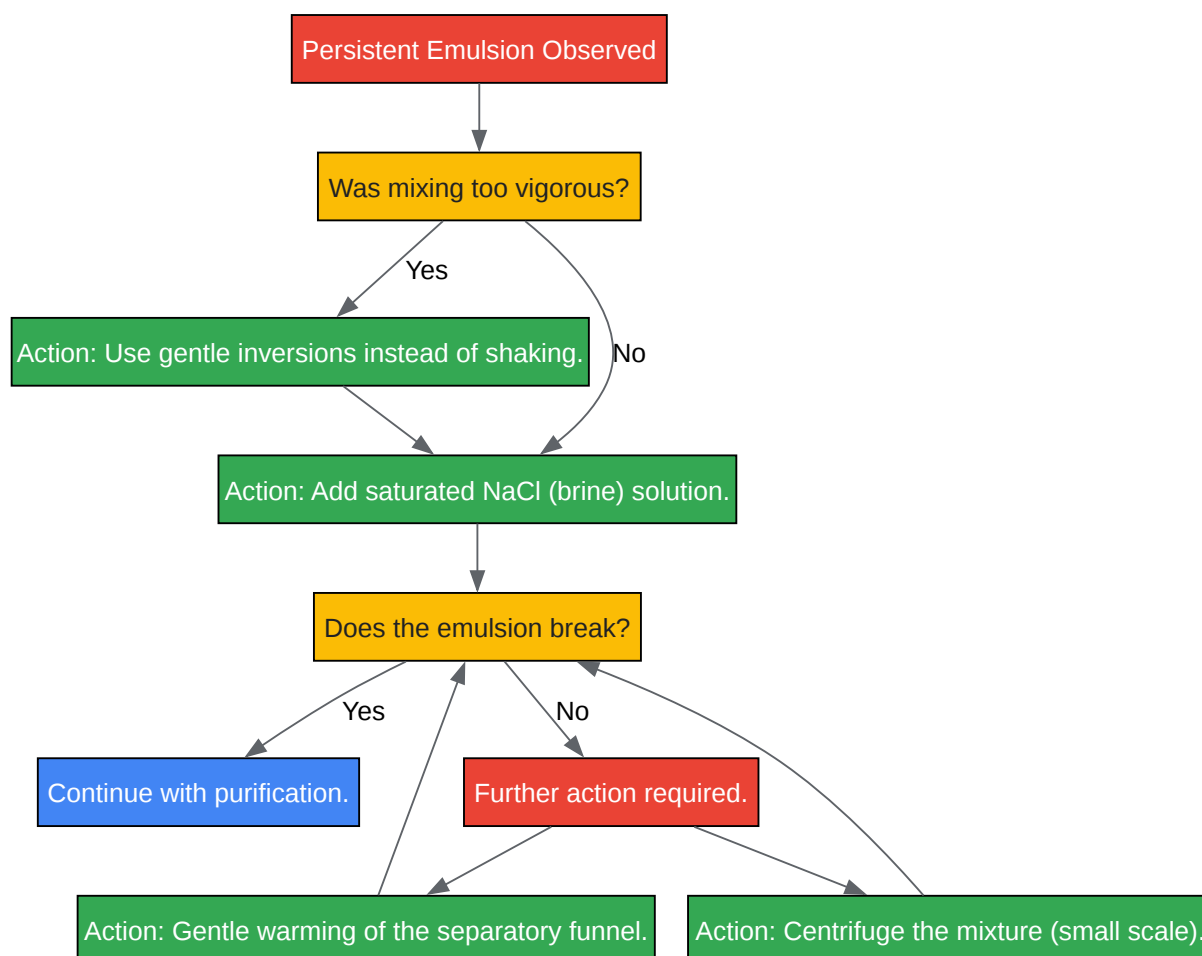 Persistent Emulsion Observed
Was mixing too vigorous?
Yes
Action: Use gentle inversions instead of shaking.
No
Action: Add saturated NaCl (brine) solution.
Does the emulsion break?
Yes
No
Continue with purification.
Further action required.
Action: Gentle warming of the separatory funnel.
Action: Centrifuge the mixture (small scale).